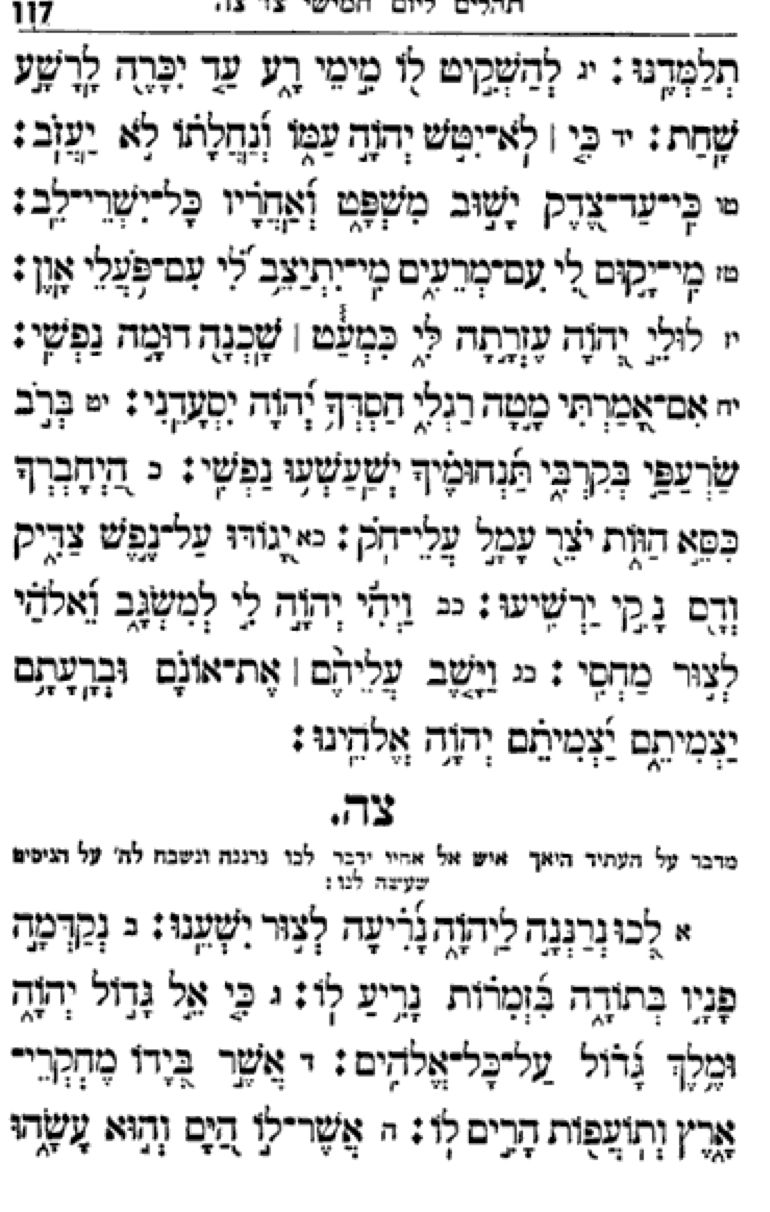 117 תהלים ליום חמישי צד צה
תְלַמְּדֶנּוּ׃ יג לְהַשְׁקִיט לוֹ מִימֵי רָע עַד יִכָּרֶה לָרָשָׁע
שָׁחַת׃ יד כִּי | לֹא־יִטֹּשׁ יְהוָֹה עַמּוֹ וְנַחֲלָתוֹ לֹא יַעֲזֹב׃
טו כִּי־עַד־צֶדֶק יָשׁוּב מִשְׁפָּט וְאַחֲרָיו כָּל־יִשְׁרֵי־לֵב׃
טז מִי־יָקוּם לִי עִם־מְרֵעִים מִי־יִתְיַצֵּב לִי עִם־פֹּעֲלֵי אָוֶן׃
יז לוּלֵי יְהוָֹה עֶזְרָתָה לִּי כִּמְעַט | שָׁכְנָה דוּמָה נַפְשִׁי׃
יח אִם־אָמַרְתִּי מָטָה רַגְלִי חַסְדְּךָ יְהוָֹה יִסְעָדֵנִי׃ יט בְּרֹב
שַׂרְעַפַּי בְּקִרְבִּי תַּנְחוּמֶיךָ יְשַׁעַשְׁעוּ נַפְשִׁי׃ כ הַיְחָבְרְךָ
כִּסֵּא הַוּוֹת יֹצֵר עָמָל עֲלֵי־חֹק׃ כא יָגוֹדּוּ עַל־נֶפֶשׁ צַדִּיק
וְדָם נָקִי יַרְשִׁיעוּ׃ כב וַיְהִי יְהוָֹה לִי לְמִשְׂגָּב וֵאלֹהַי
לְצוּר מַחְסִי׃ כג וַיָּשֶׁב עֲלֵיהֶם | אֶת־אוֹנָם וּבְרָעָתָם
יַצְמִיתֵם יַצְמִיתֵם יְהוָֹה אֱלֹהֵינוּ׃
צה.
מדבר על העתיד היאך איש אל אחיו ידבר לכו נרננה ונשבח לה' על הניסים
שעשה לנו׃
א לְכוּ נְרַנְּנָה לַיהוָֹה נָרִיעָה לְצוּר יִשְׁעֵנוּ׃ ב נְקַדְּמָה
פָנָיו בְּתוֹדָה בִּזְמִרוֹת נָרִיעַ לוֹ׃ ג כִּי אֵל גָּדוֹל יְהוָֹה
וּמֶלֶךְ גָּדוֹל עַל־כָּל־אֱלֹהִים׃ ד אֲשֶׁר בְּיָדוֹ מֶחְקְרֵי־
אָרֶץ וְתוֹעֲפוֹת הָרִים לוֹ׃ ה אֲשֶׁר־לוֹ הַיָּם וְהוּא עָשָׂהוּ